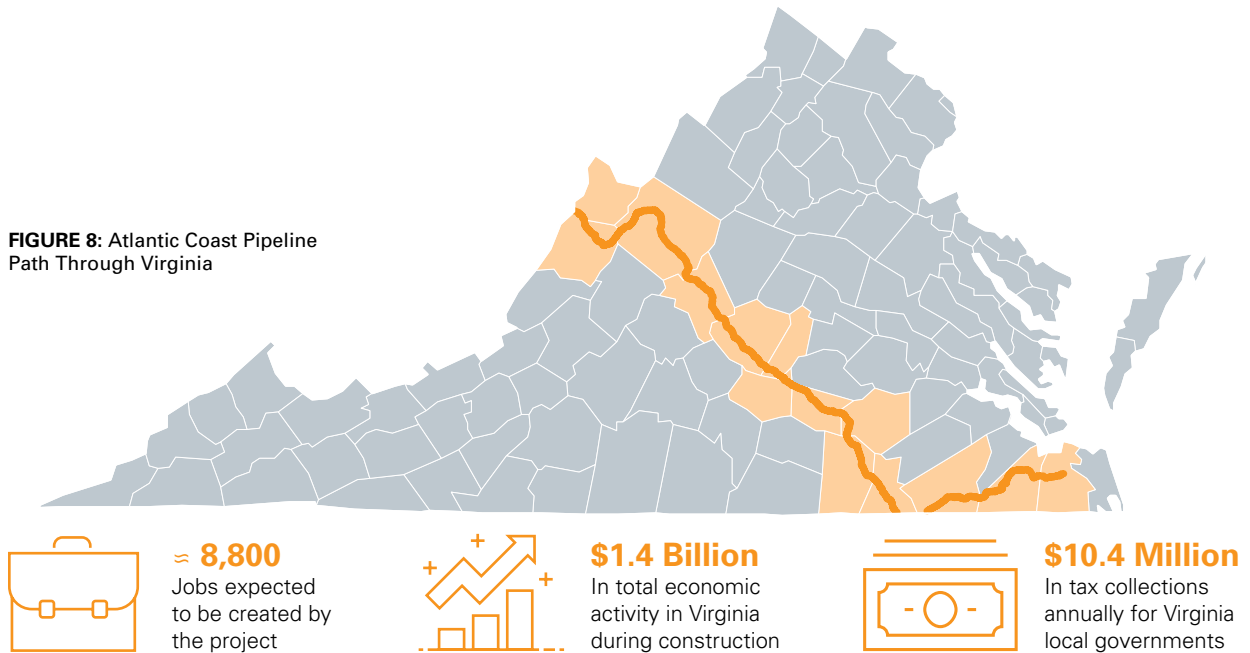 FIGURE 8: Atlantic Coast Pipeline
Path Through Virginia
≈ 8,800
Jobs expected
to be created by
the project
$1.4 Billion
In total economic
activity in Virginia
during construction
$10.4 Million
In tax collections
annually for Virginia
local governments